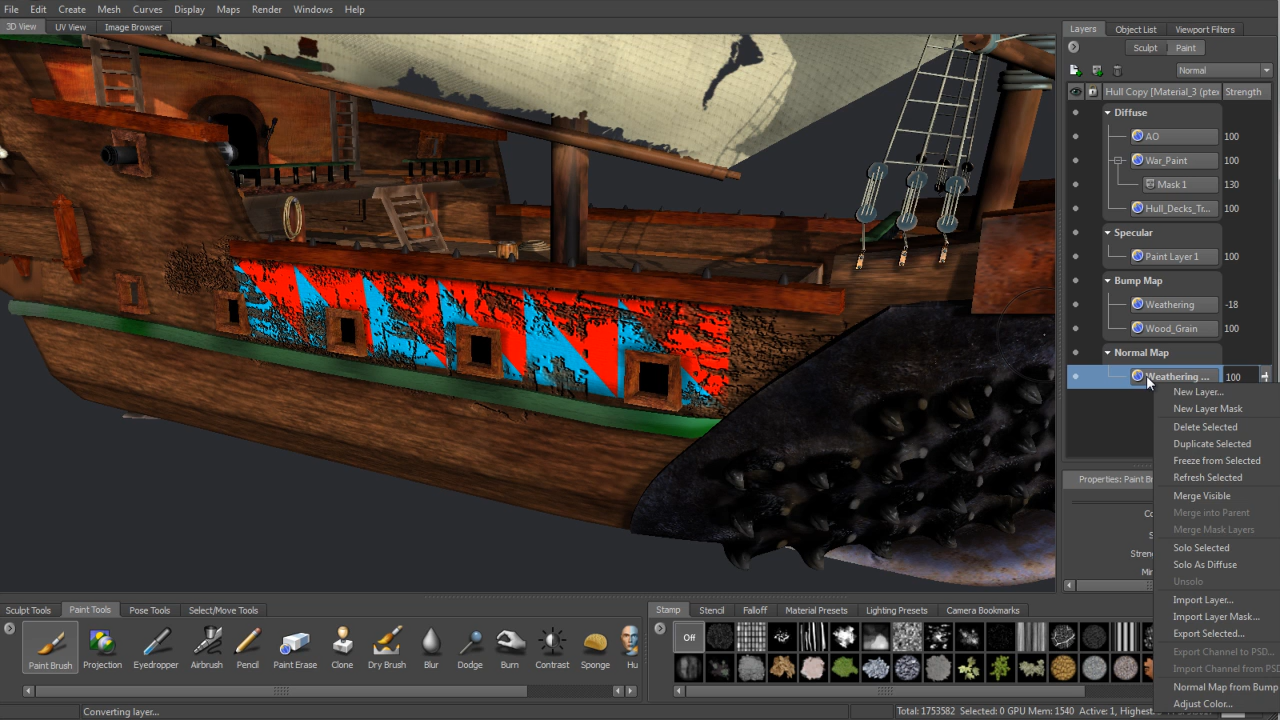 File Edit Create Mesh Curves Display Maps Render Windows Help
3D View UV View Image Browser
Layers Object List Viewport Filters
Sculpt Paint
Normal
Hull Copy [Material_3 (ptex Strength
Diffuse
AO 100
War_Paint 100
Mask 1 130
Hull_Decks_Tr... 100
Specular
Paint Layer 1 100
Bump Map
Weathering -18
Wood_Grain 100
Normal Map
Weathering ... 100
New Layer...
New Layer Mask
Delete Selected
Duplicate Selected
Freeze from Selected
Refresh Selected
Merge Visible
Merge into Parent
Merge Mask Layers
Solo Selected
Solo As Diffuse
Unsolo
Import Layer...
Import Layer Mask...
Export Selected...
Export Channel to PSD...
Import Channel from PSD
Normal Map from Bump
Adjust Color...
Properties: Paint Br
Co
S
Stren
Mi
Sculpt Tools Paint Tools Pose Tools Select/Move Tools
Paint Brush Projection Eyedropper Airbrush Pencil Paint Erase Clone Dry Brush Blur Dodge Burn Contrast Sponge Hu
Stamp Stencil Falloff Material Presets Lighting Presets Camera Bookmarks
Off
Converting layer...
Total: 1753582 Selected: 0 GPU Mem: 1540 Active: 1, Highest...